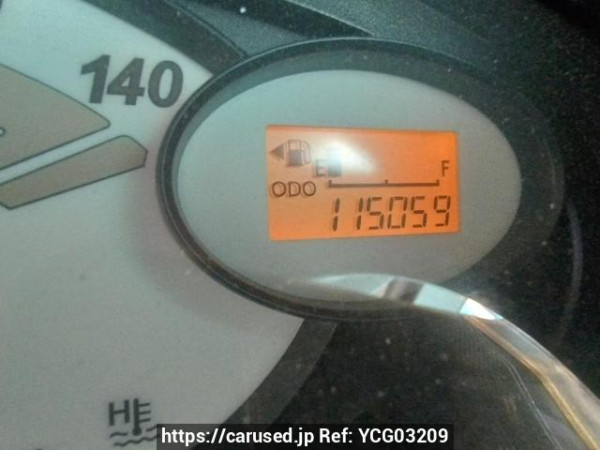 140
E F
ODO
115059
H
https://carused.jp Ref: YCG03209